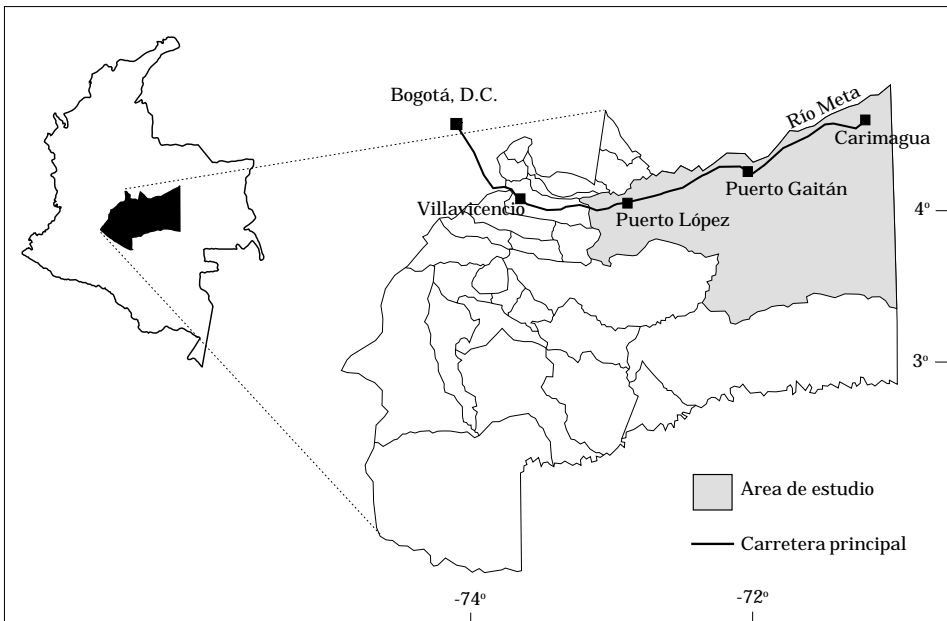 Bogotá, D.C.
Río Meta
Carimagua
Puerto Gaitán
Villavicencio
Puerto López
4º
3º
Area de estudio
Carretera principal
-74º
-72º